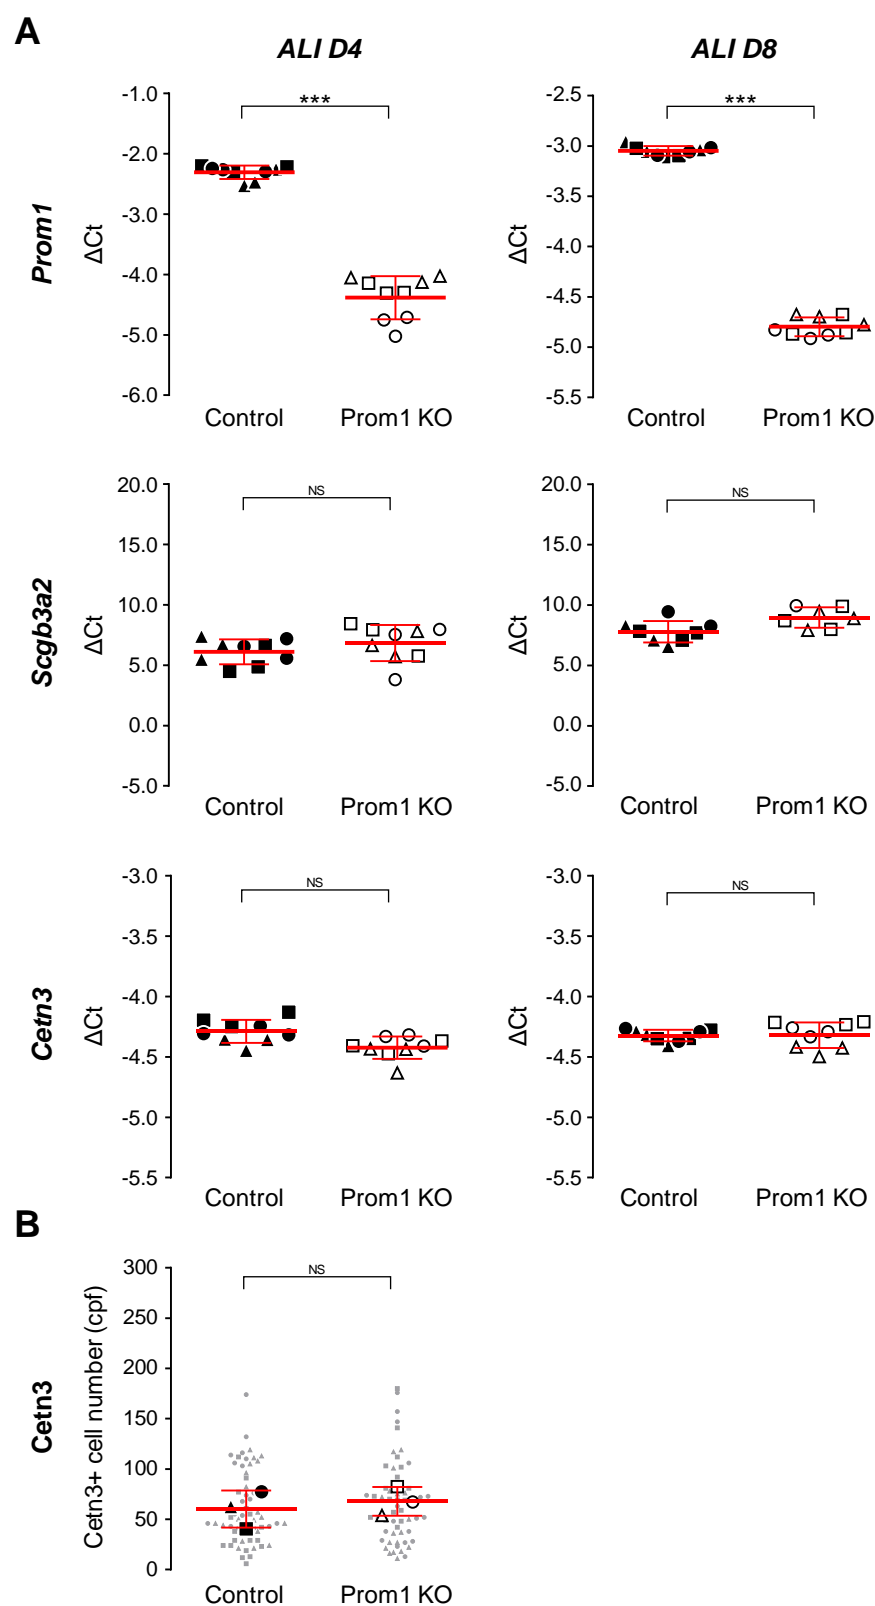 A
ALI D4
ALI D8
Prom1
ΔCt
-1.0
-2.0
-3.0
-4.0
-5.0
-6.0
***
Control
Prom1 KO
ΔCt
-2.5
-3.0
-3.5
-4.0
-4.5
-5.0
-5.5
***
Control
Prom1 KO
Scgb3a2
ΔCt
20.0
15.0
10.0
5.0
0.0
-5.0
NS
Control
Prom1 KO
ΔCt
20.0
15.0
10.0
5.0
0.0
-5.0
NS
Control
Prom1 KO
Cetn3
ΔCt
-3.0
-3.5
-4.0
-4.5
-5.0
-5.5
NS
Control
Prom1 KO
ΔCt
-3.0
-3.5
-4.0
-4.5
-5.0
-5.5
NS
Control
Prom1 KO
B
Cetn3
Cetn3+ cell number (cpf)
300
250
200
150
100
50
0
NS
Control
Prom1 KO